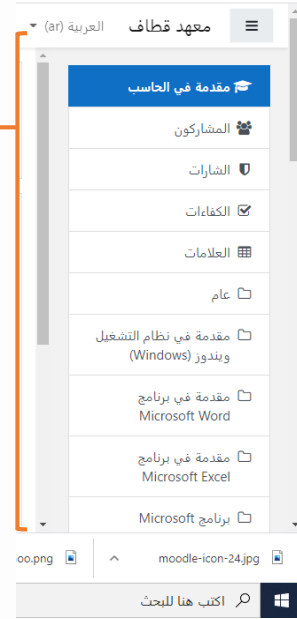 معهد قطاف العربية (ar)
مقدمة في الحاسب
المشاركون
الشارات
الكفاءات
العلامات
عام
مقدمة في نظام التشغيل
ويندوز (Windows)
مقدمة في برنامج
Microsoft Word
مقدمة في برنامج
Microsoft Excel
برنامج Microsoft
moodle-icon-24.jpg
oo.png
اكتب هنا للبحث